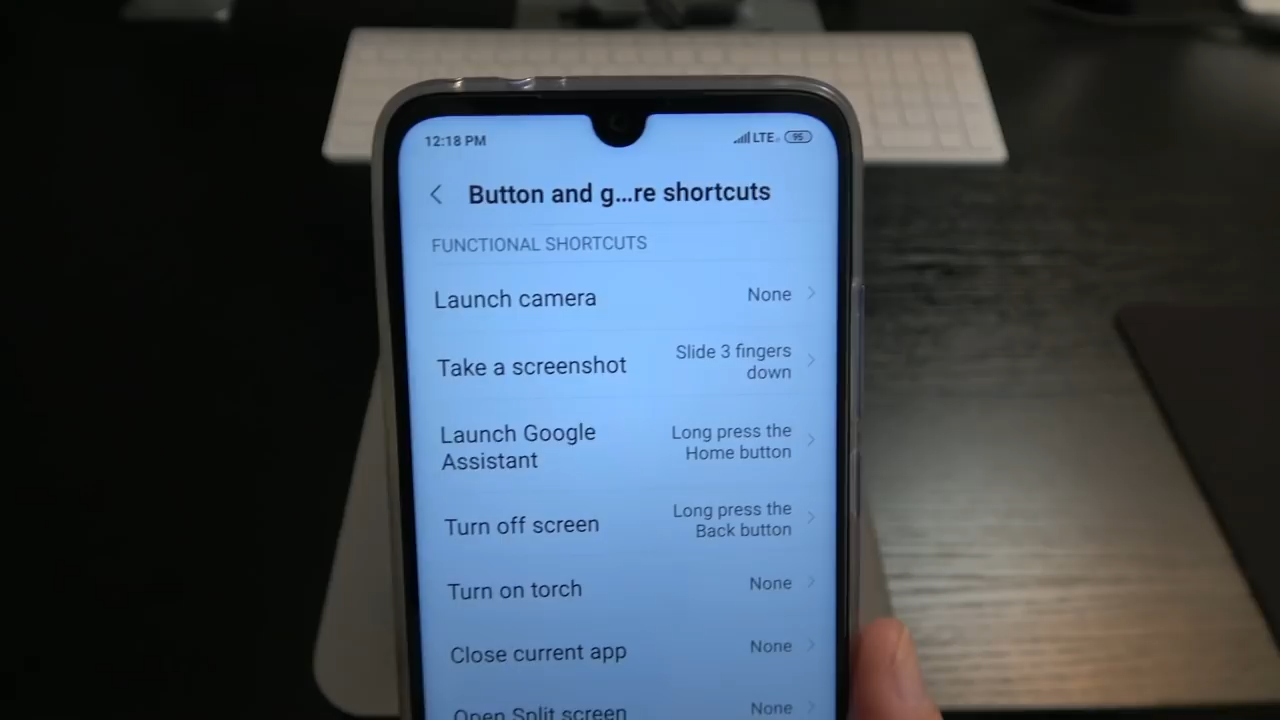 12:18 PM LTE 95
Button and g...re shortcuts
FUNCTIONAL SHORTCUTS
Launch camera None
Take a screenshot Slide 3 fingers
down
Launch Google Long press the
Assistant Home button
Turn off screen Long press the
Back button
Turn on torch None
Close current app None
Open Split screen None